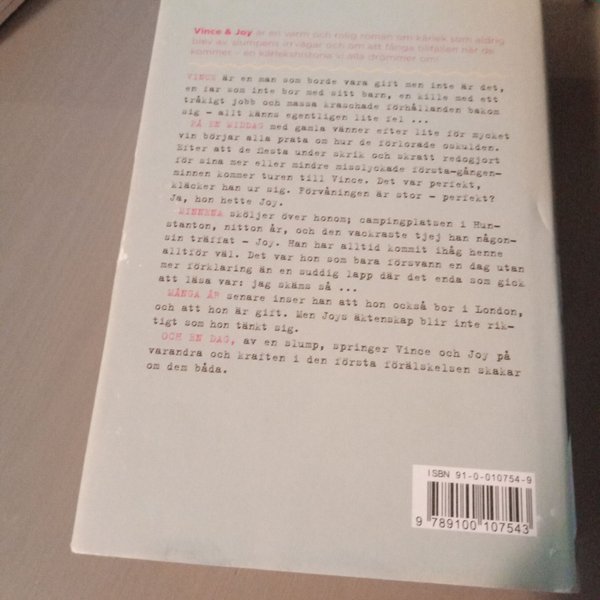 Vince & Joy är en varm och rolig roman om kärlek som aldrig
blev av, slumpens irrvägar och om att fånga tillfällen när de
kommer – en kärlekshistoria vi alla drömmer om!
VINCE är en man som borde vara gift men inte är det,
en far som inte bor med sitt barn, en kille med ett
tråkigt jobb och massa kraschade förhållanden bakom
sig – allt känns egentligen lite fel ...
PÅ EN MIDDAG med gamla vänner efter lite för mycket
vin börjar alla prata om hur de förlorade oskulden.
Efter att de flesta under skrik och skratt redogjort
för sina mer eller mindre misslyckade första-gången-
minnen kommer turen till Vince. Det var perfekt,
kläcker han ur sig. Förvåningen är stor – perfekt?
Ja, hon hette Joy.
MINNENA sköljer över honom; campingplatsen i Hun-
stanton, nitton år, och den vackraste tjej han någon-
sin träffat – Joy. Han har alltid kommit ihåg henne
alltför väl. Det var hon som bara försvann en dag utan
mer förklaring än en suddig lapp där det enda som gick
att läsa var: jag skäms så ...
MÅNGA ÅR senare inser han att hon också bor i London,
och att hon är gift. Men Joys äktenskap blir inte rik-
tigt som hon tänkt sig.
OCH EN DAG, av en slump, springer Vince och Joy på
varandra och kraften i den första förälskelsen skakar
om dem båda.
ISBN 91-0-010754-9
9 789100 107543